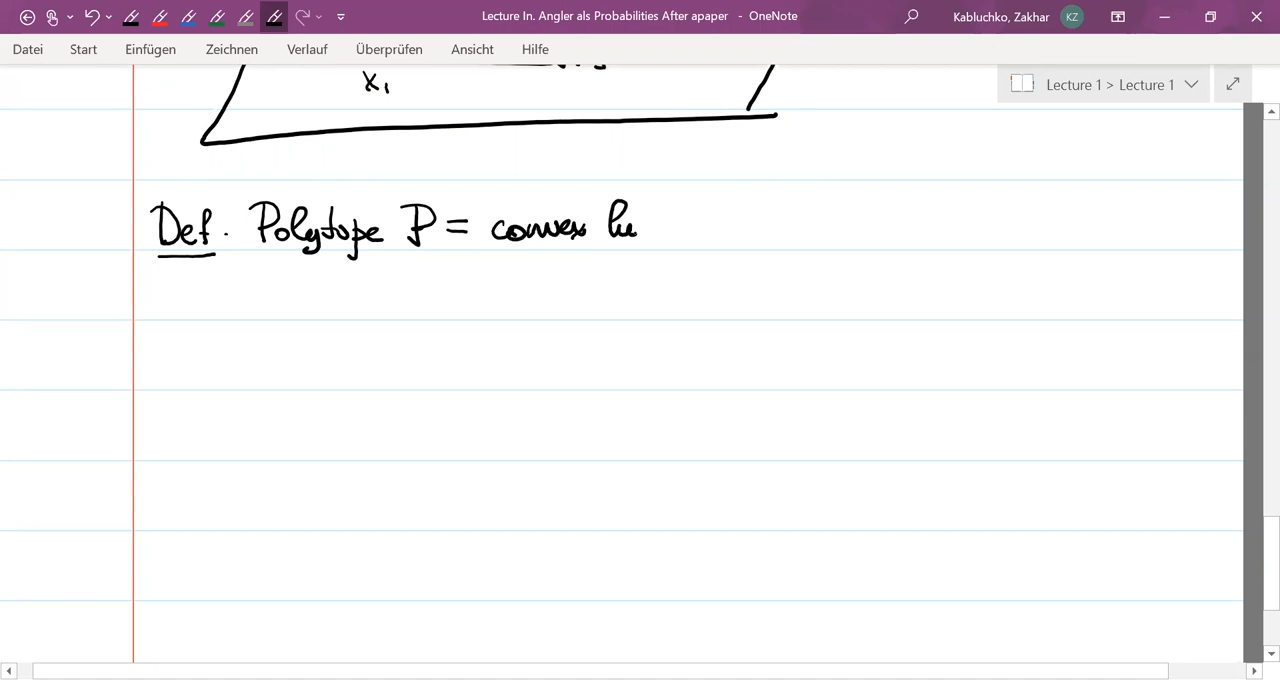 Lecture In. Angler als Probabilities After apaper - OneNote
Kabluchko, Zakhar KZ
Datei Start Einfügen Zeichnen Verlauf Überprüfen Ansicht Hilfe
Lecture 1 > Lecture 1
x₁
Def. Polytope P = convex hu